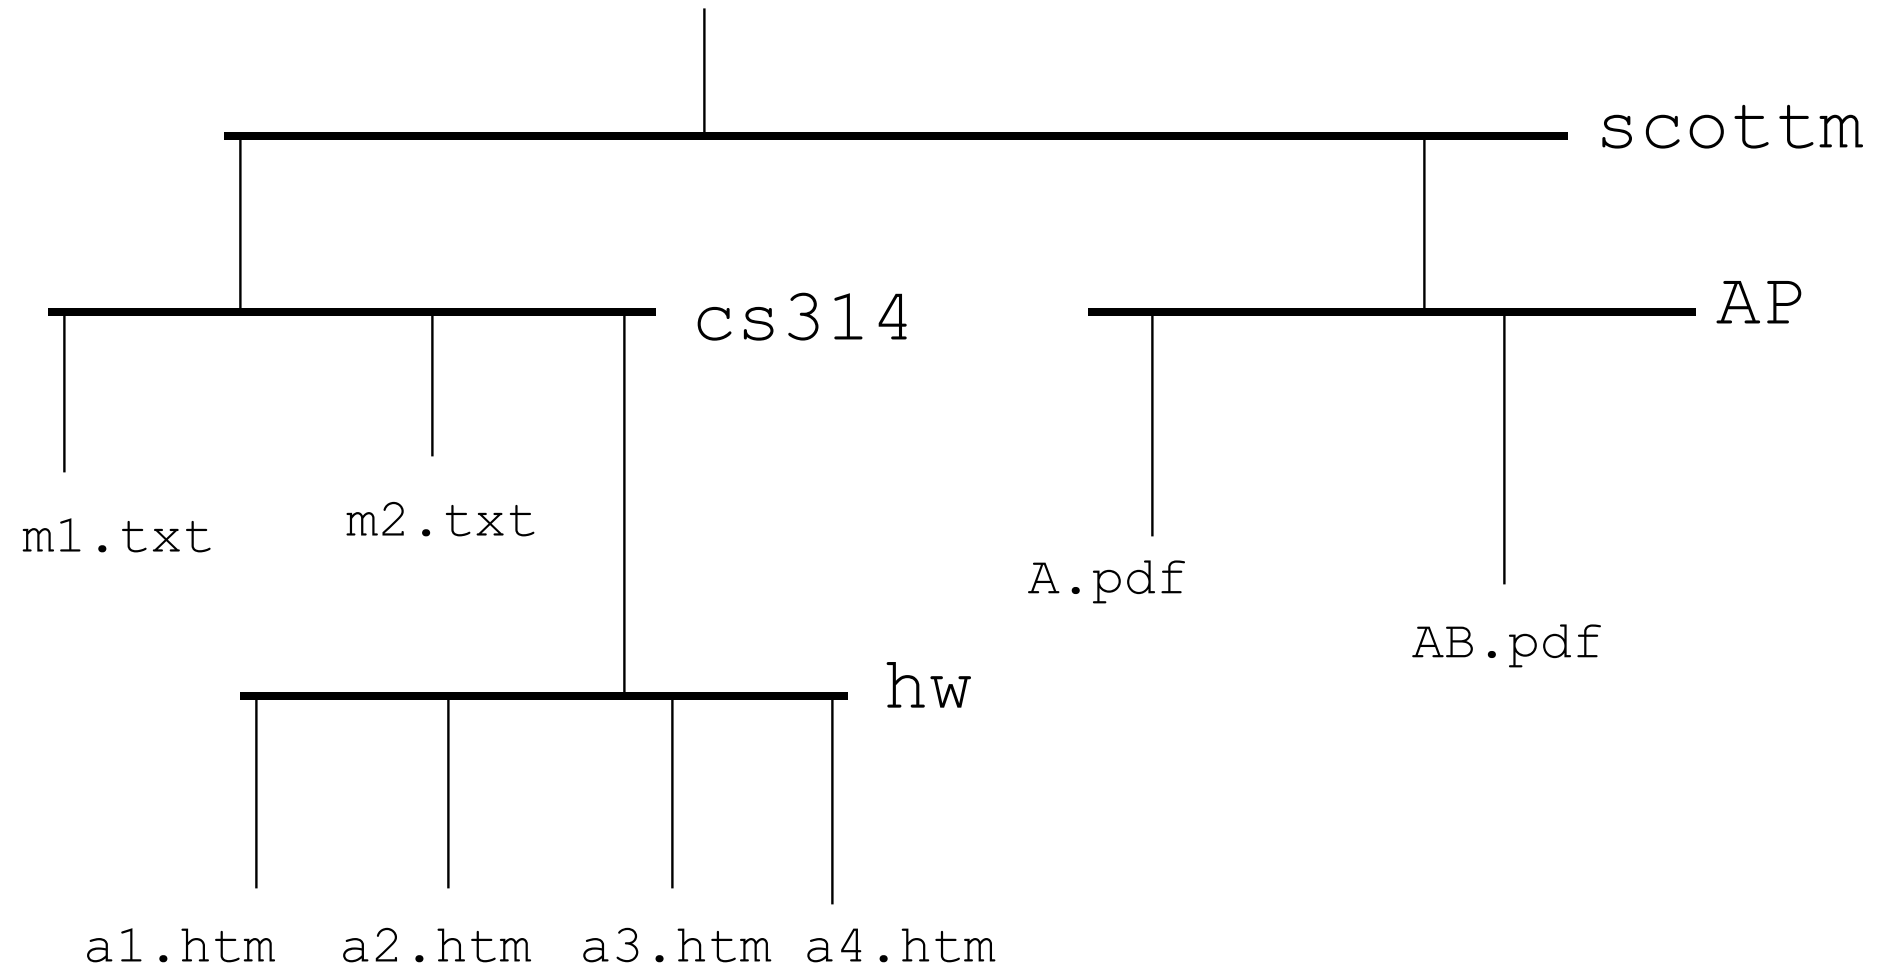 scottm
cs314
AP
m1.txt
m2.txt
A.pdf
AB.pdf
hw
a1.htm
a2.htm
a3.htm
a4.htm